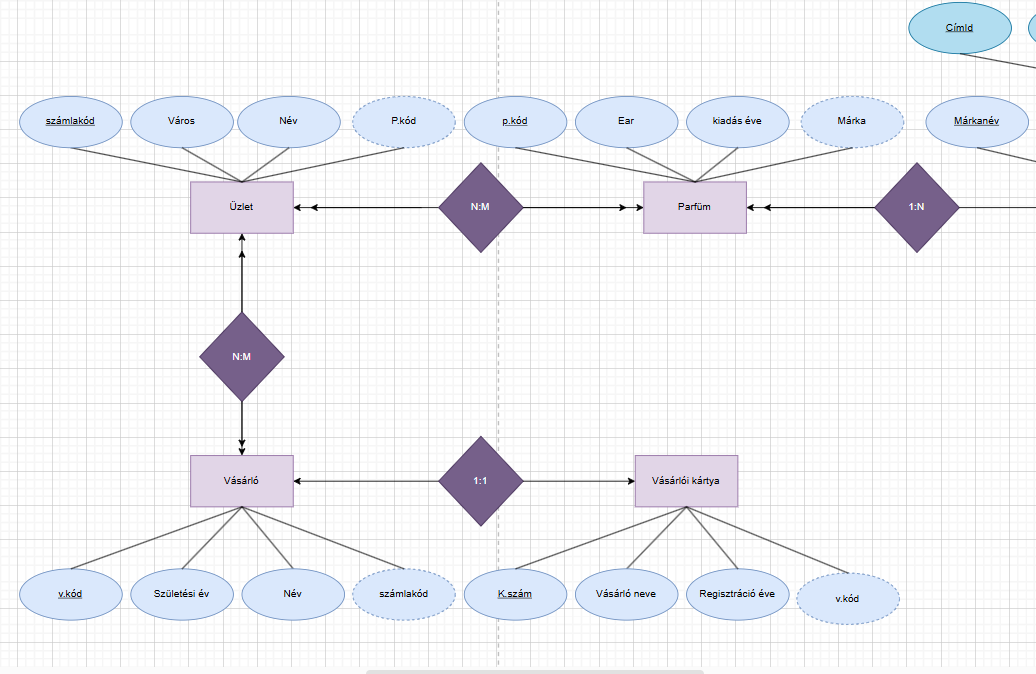 CímId
számlakód
Város
Név
P.kód
p.kód
Ear
kiadás éve
Márka
Márkanév
Üzlet
N:M
Parfüm
1:N
N:M
Vásárló
1:1
Vásárlói kártya
v.kód
Születési év
Név
számlakód
K.szám
Vásárló neve
Regisztráció éve
v.kód